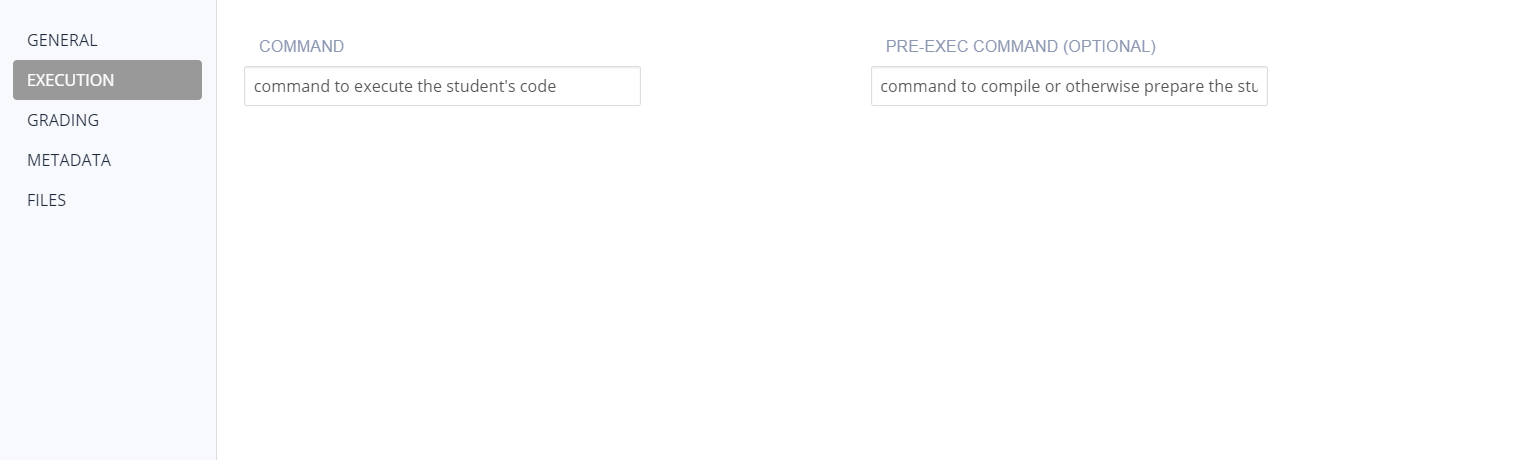 GENERAL
EXECUTION
GRADING
METADATA
FILES
COMMAND
command to execute the student's code
PRE-EXEC COMMAND (OPTIONAL)
command to compile or otherwise prepare the stu